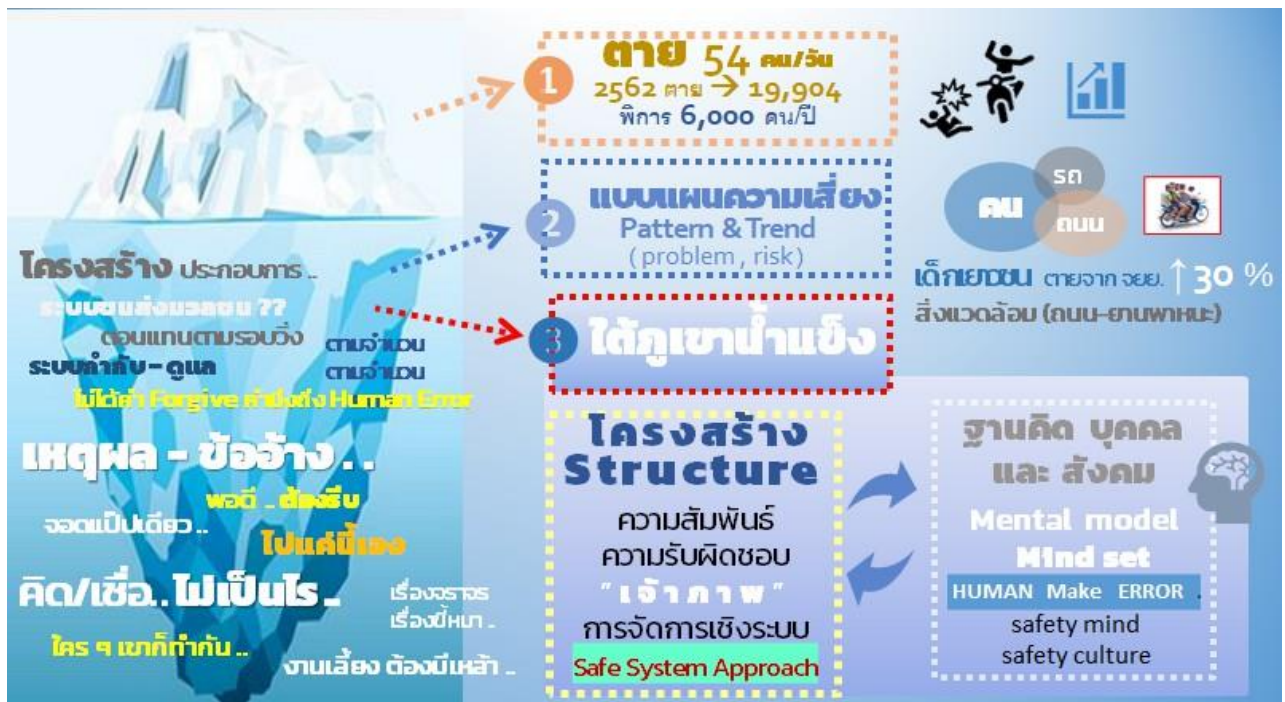 1
ตาย 54 คน/วัน
2562 ตาย → 19,904
พิการ 6,000 คน/ปี
2
แบบแผนความเสี่ยง
Pattern & Trend
(problem , risk)
3
ใต้ภูเขาน้ำแข็ง
คน
รถ
ถนน
เด็กเยาวชน ตายจาก จยย. ↑ 30 %
สิ่งแวดล้อม (ถนน-ยานพาหนะ)
โครงสร้าง ประกอบการ ..
ระบบขนส่งมวลชน ??
ตอบแทนตามรอบวิ่ง
ตามจำนวน
ระบบกำกับ-ดูแล
ตามจำนวน
ไม่ได้ทำ Forgive คำนึงถึง Human Error
เหตุผล - ข้ออ้าง . .
พอดี .. ต้องรีบ
จอดแป๊ปเดียว ..
ไปแค่นี้เอง
คิด/เชื่อ.. ไม่เป็นไร ..
เรื่องจราจร
เรื่องขี้หมา ..
ใคร ๆ เขาก็ทำกัน ..
งานเลี้ยง ต้องมีเหล้า ..
โครงสร้าง
Structure
ความสัมพันธ์
ความรับผิดชอบ
"เจ้าภาพ"
การจัดการเชิงระบบ
Safe System Approach
ฐานคิด บุคคล
และ สังคม
Mental model
Mind set
HUMAN Make ERROR .
safety mind
safety culture